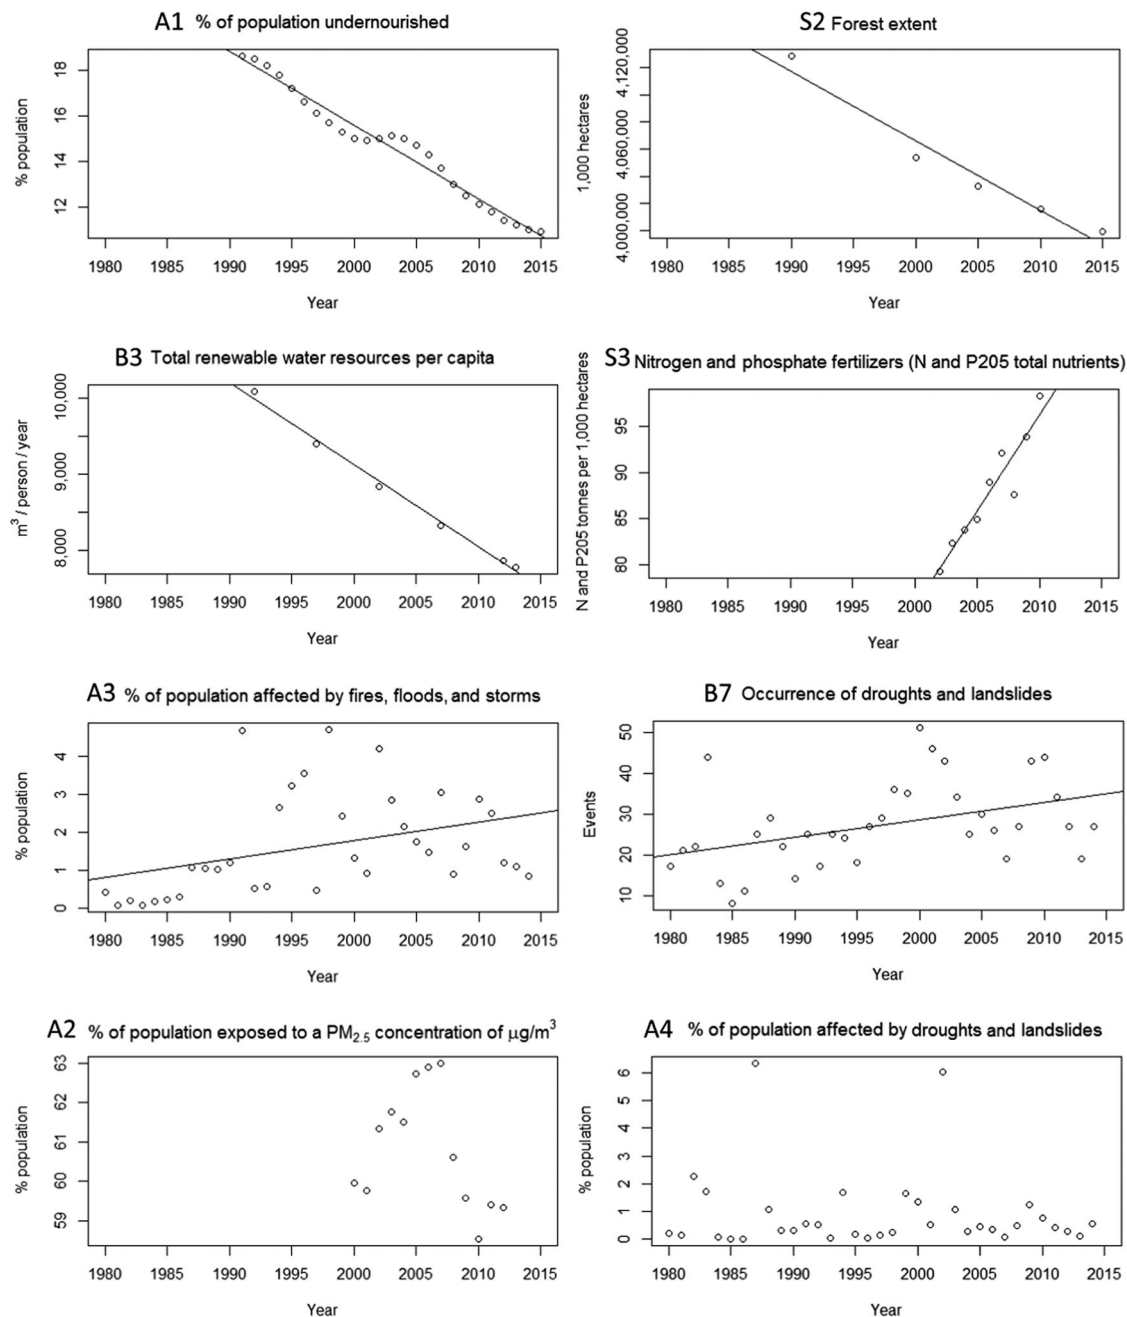 A1 % of population undernourished
% population
18
16
14
12
1980 1985 1990 1995 2000 2005 2010 2015
Year
S2 Forest extent
1,000 hectares
4,120,000
4,060,000
4,000,000
1980 1985 1990 1995 2000 2005 2010 2015
Year
B3 Total renewable water resources per capita
m³ / person / year
10,000
9,000
8,000
1980 1985 1990 1995 2000 2005 2010 2015
Year
S3 Nitrogen and phosphate fertilizers (N and P205 total nutrients)
N and P205 tonnes per 1,000 hectares
95
90
85
80
1980 1985 1990 1995 2000 2005 2010 2015
Year
A3 % of population affected by fires, floods, and storms
% population
4
3
2
1
0
1980 1985 1990 1995 2000 2005 2010 2015
Year
B7 Occurrence of droughts and landslides
Events
50
40
30
20
10
1980 1985 1990 1995 2000 2005 2010 2015
Year
A2 % of population exposed to a PM₂.₅ concentration of µg/m³
% population
63
62
61
60
59
1980 1985 1990 1995 2000 2005 2010 2015
Year
A4 % of population affected by droughts and landslides
% population
6
5
4
3
2
1
0
1980 1985 1990 1995 2000 2005 2010 2015
Year